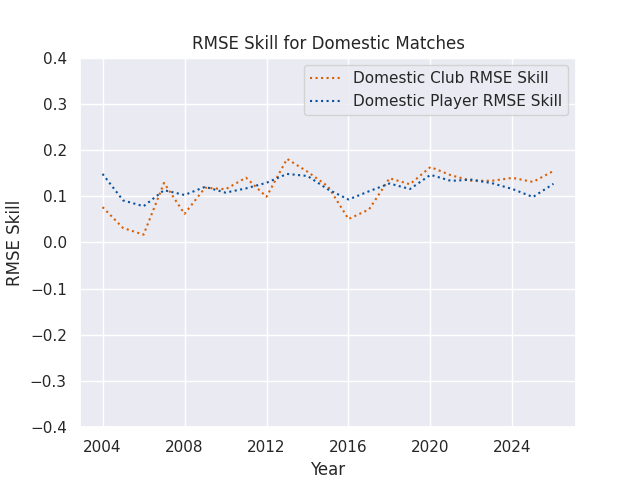 RMSE Skill for Domestic Matches
Domestic Club RMSE Skill
Domestic Player RMSE Skill
RMSE Skill
0.4
0.3
0.2
0.1
0.0
−0.1
−0.2
−0.3
−0.4
2004 2008 2012 2016 2020 2024
Year